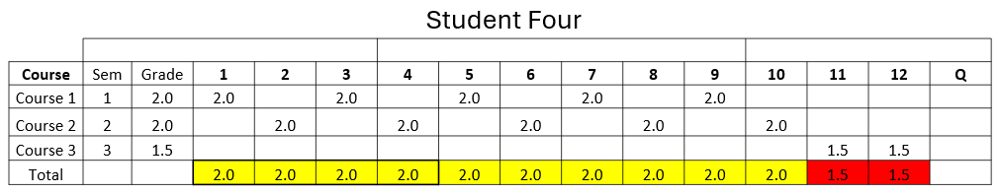 Student Four
Course Sem Grade 1 2 3 4 5 6 7 8 9 10 11 12 Q
Course 1 1 2.0 2.0 2.0 2.0 2.0 2.0
Course 2 2 2.0 2.0 2.0 2.0 2.0 2.0
Course 3 3 1.5 1.5 1.5
Total 2.0 2.0 2.0 2.0 2.0 2.0 2.0 2.0 2.0 2.0 1.5 1.5